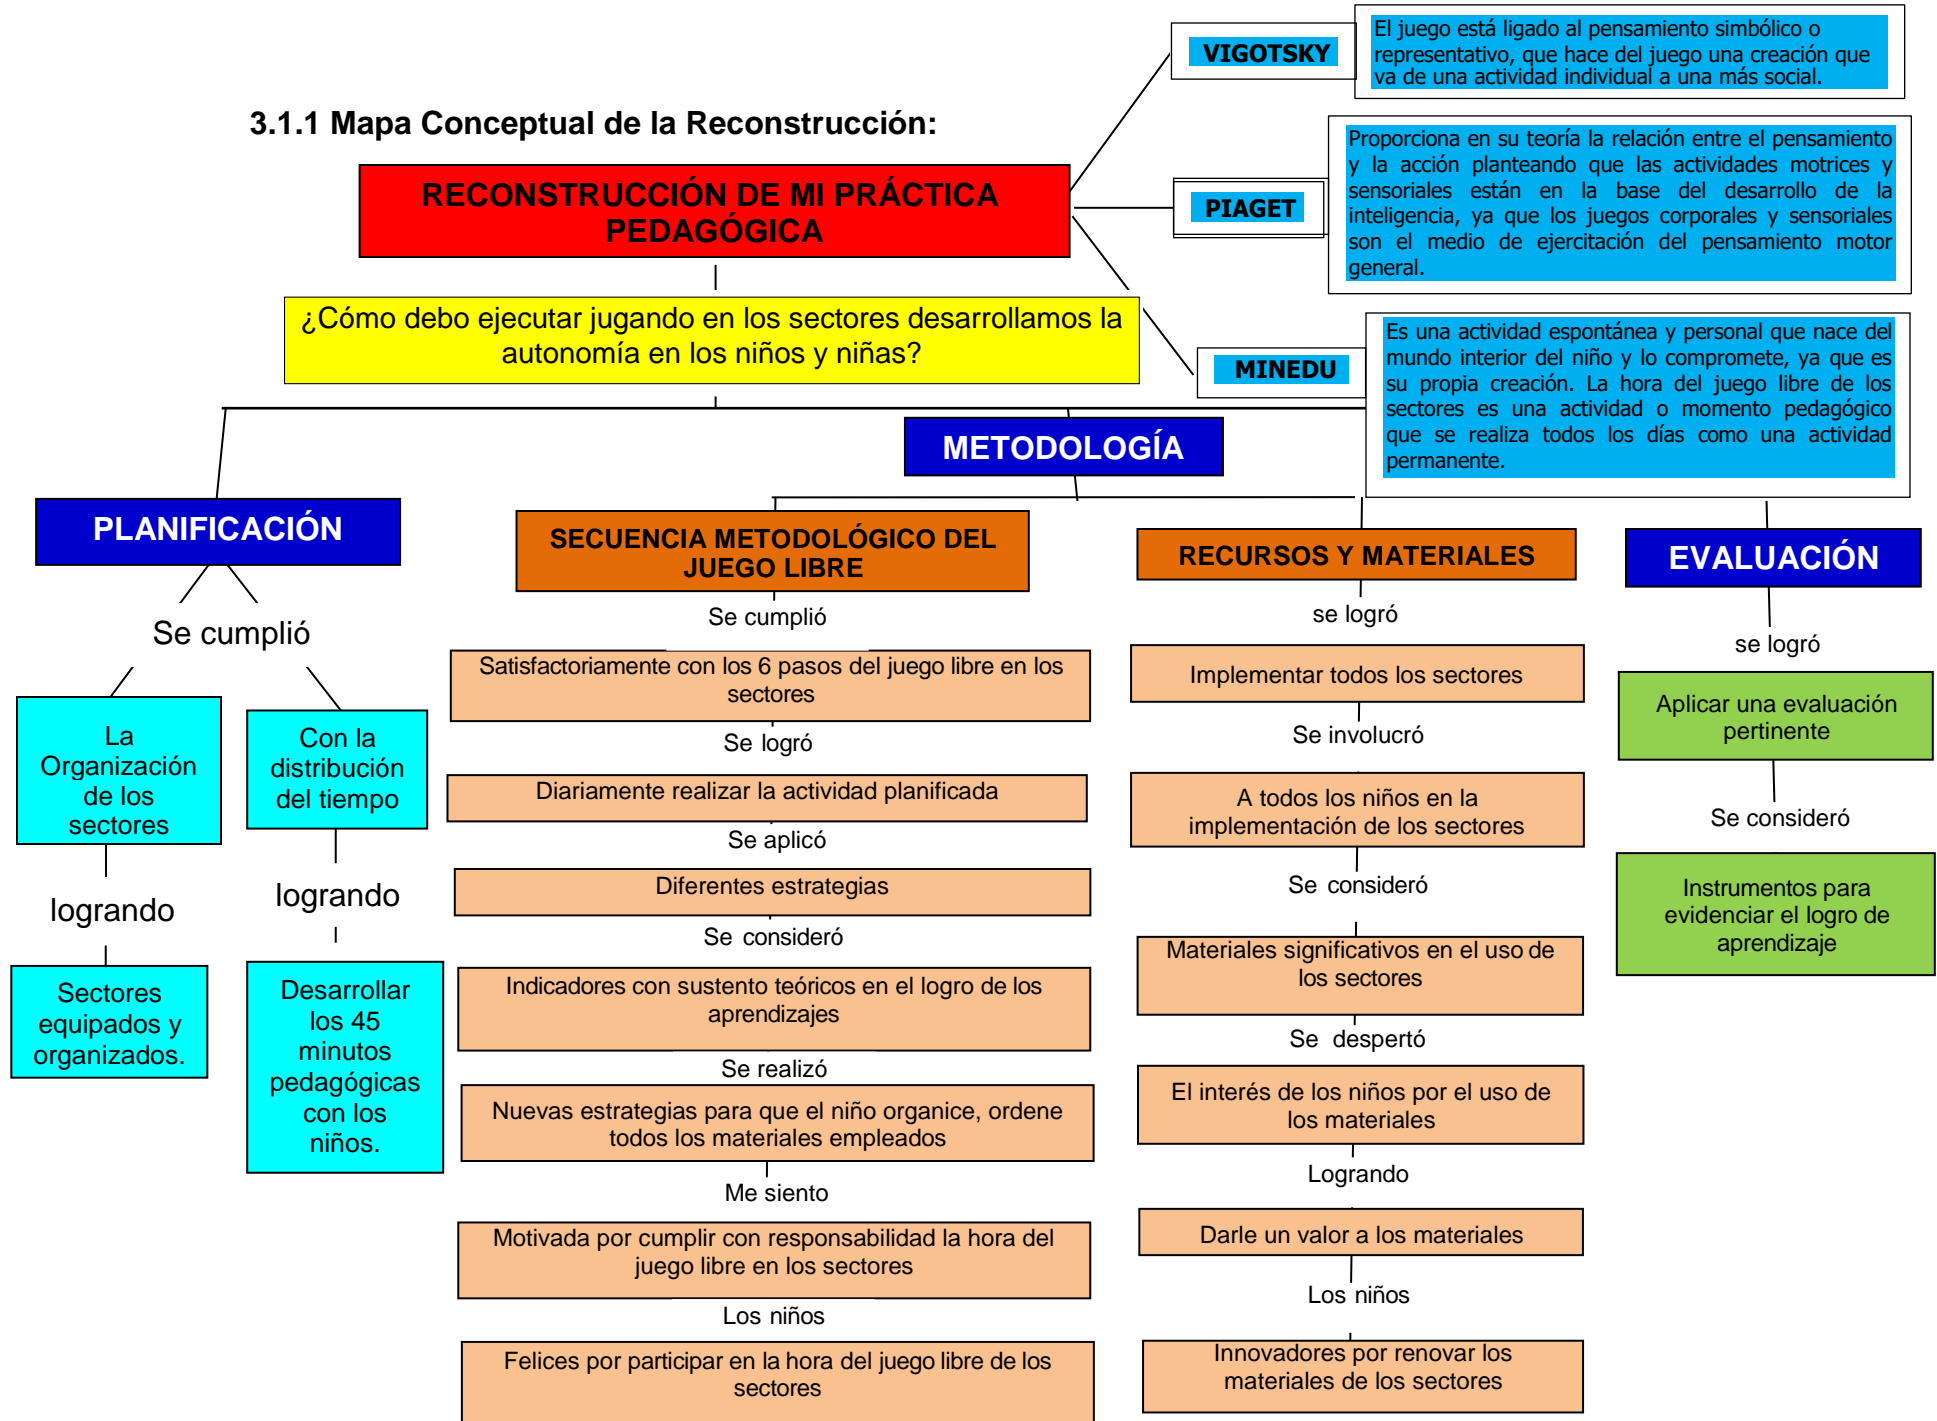 VIGOTSKY
El juego está ligado al pensamiento simbólico o
representativo, que hace del juego una creación que
va de una actividad individual a una más social.
3.1.1 Mapa Conceptual de la Reconstrucción:
RECONSTRUCCIÓN DE MI PRÁCTICA
PEDAGÓGICA
PIAGET
Proporciona en su teoría la relación entre el pensamiento
y la acción planteando que las actividades motrices y
sensoriales están en la base del desarrollo de la
inteligencia, ya que los juegos corporales y sensoriales
son el medio de ejercitación del pensamiento motor
general.
¿Cómo debo ejecutar jugando en los sectores desarrollamos la
autonomía en los niños y niñas?
MINEDU
Es una actividad espontánea y personal que nace del
mundo interior del niño y lo compromete, ya que es
su propia creación. La hora del juego libre de los
sectores es una actividad o momento pedagógico
que se realiza todos los días como una actividad
permanente.
METODOLOGÍA
PLANIFICACIÓN
Se cumplió
La
Organización
de los
sectores
logrando
Sectores
equipados y
organizados.
Con la
distribución
del tiempo
logrando
Desarrollar
los 45
minutos
pedagógicas
con los
niños.
SECUENCIA METODOLÓGICO DEL
JUEGO LIBRE
Se cumplió
Satisfactoriamente con los 6 pasos del juego libre en los
sectores
Se logró
Diariamente realizar la actividad planificada
Se aplicó
Diferentes estrategias
Se consideró
Indicadores con sustento teóricos en el logro de los
aprendizajes
Se realizó
Nuevas estrategias para que el niño organice, ordene
todos los materiales empleados
Me siento
Motivada por cumplir con responsabilidad la hora del
juego libre en los sectores
Los niños
Felices por participar en la hora del juego libre de los
sectores
RECURSOS Y MATERIALES
se logró
Implementar todos los sectores
Se involucró
A todos los niños en la
implementación de los sectores
Se consideró
Materiales significativos en el uso de
los sectores
Se despertó
El interés de los niños por el uso de
los materiales
Logrando
Darle un valor a los materiales
Los niños
Innovadores por renovar los
materiales de los sectores
EVALUACIÓN
se logró
Aplicar una evaluación
pertinente
Se consideró
Instrumentos para
evidenciar el logro de
aprendizaje